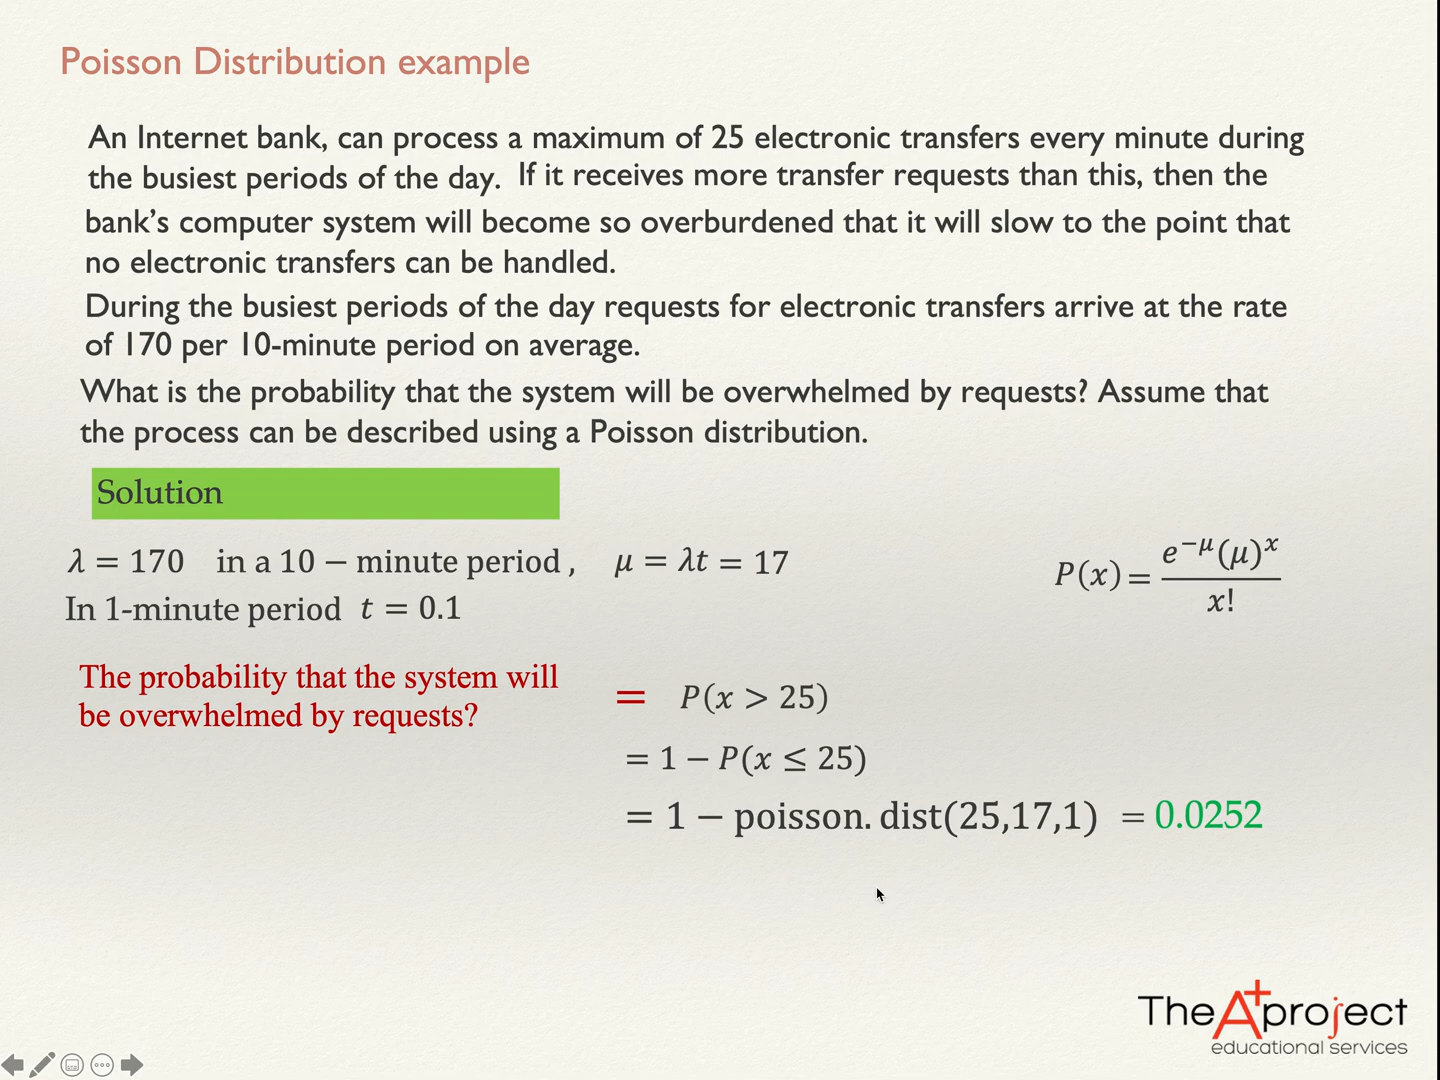 Poisson Distribution example
An Internet bank, can process a maximum of 25 electronic transfers every minute during
the busiest periods of the day. If it receives more transfer requests than this, then the
bank’s computer system will become so overburdened that it will slow to the point that
no electronic transfers can be handled.
During the busiest periods of the day requests for electronic transfers arrive at the rate
of 170 per 10-minute period on average.
What is the probability that the system will be overwhelmed by requests? Assume that
the process can be described using a Poisson distribution.
Solution
λ = 170 in a 10 − minute period , μ = λt = 17
In 1-minute period t = 0.1
P(x) = e^{−μ}(μ)^x / x!
The probability that the system will
be overwhelmed by requests?
= P(x > 25)
= 1 − P(x ≤ 25)
= 1 − poisson. dist(25,17,1) = 0.0252
The A+ project
educational services